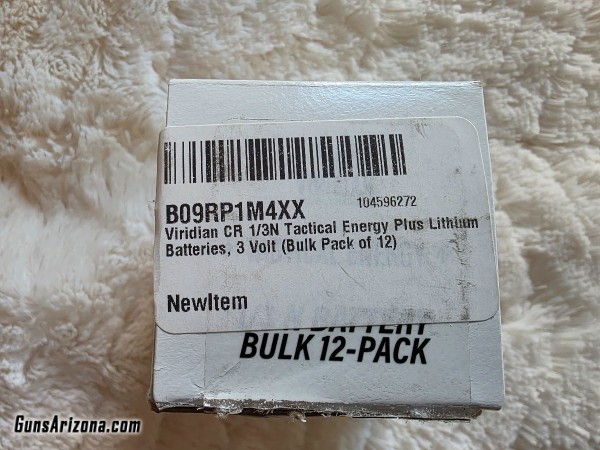 B09RP1M4XX 104596272
Viridian CR 1/3N Tactical Energy Plus Lithium
Batteries, 3 Volt (Bulk Pack of 12)
NewItem
BATTERY
BULK 12-PACK
GunsArizona.com